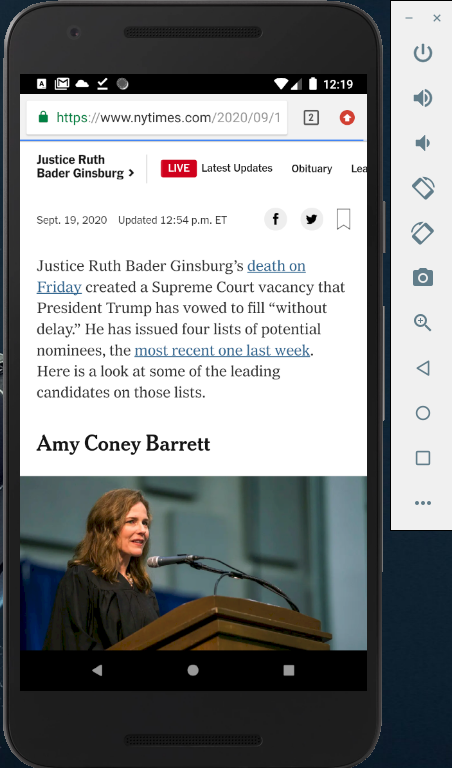 12:19
https://www.nytimes.com/2020/09/1
2
Justice Ruth
Bader Ginsburg >
LIVE Latest Updates Obituary Lea
Sept. 19, 2020 Updated 12:54 p.m. ET
Justice Ruth Bader Ginsburg’s death on
Friday created a Supreme Court vacancy that
President Trump has vowed to fill “without
delay.” He has issued four lists of potential
nominees, the most recent one last week.
Here is a look at some of the leading
candidates on those lists.
Amy Coney Barrett